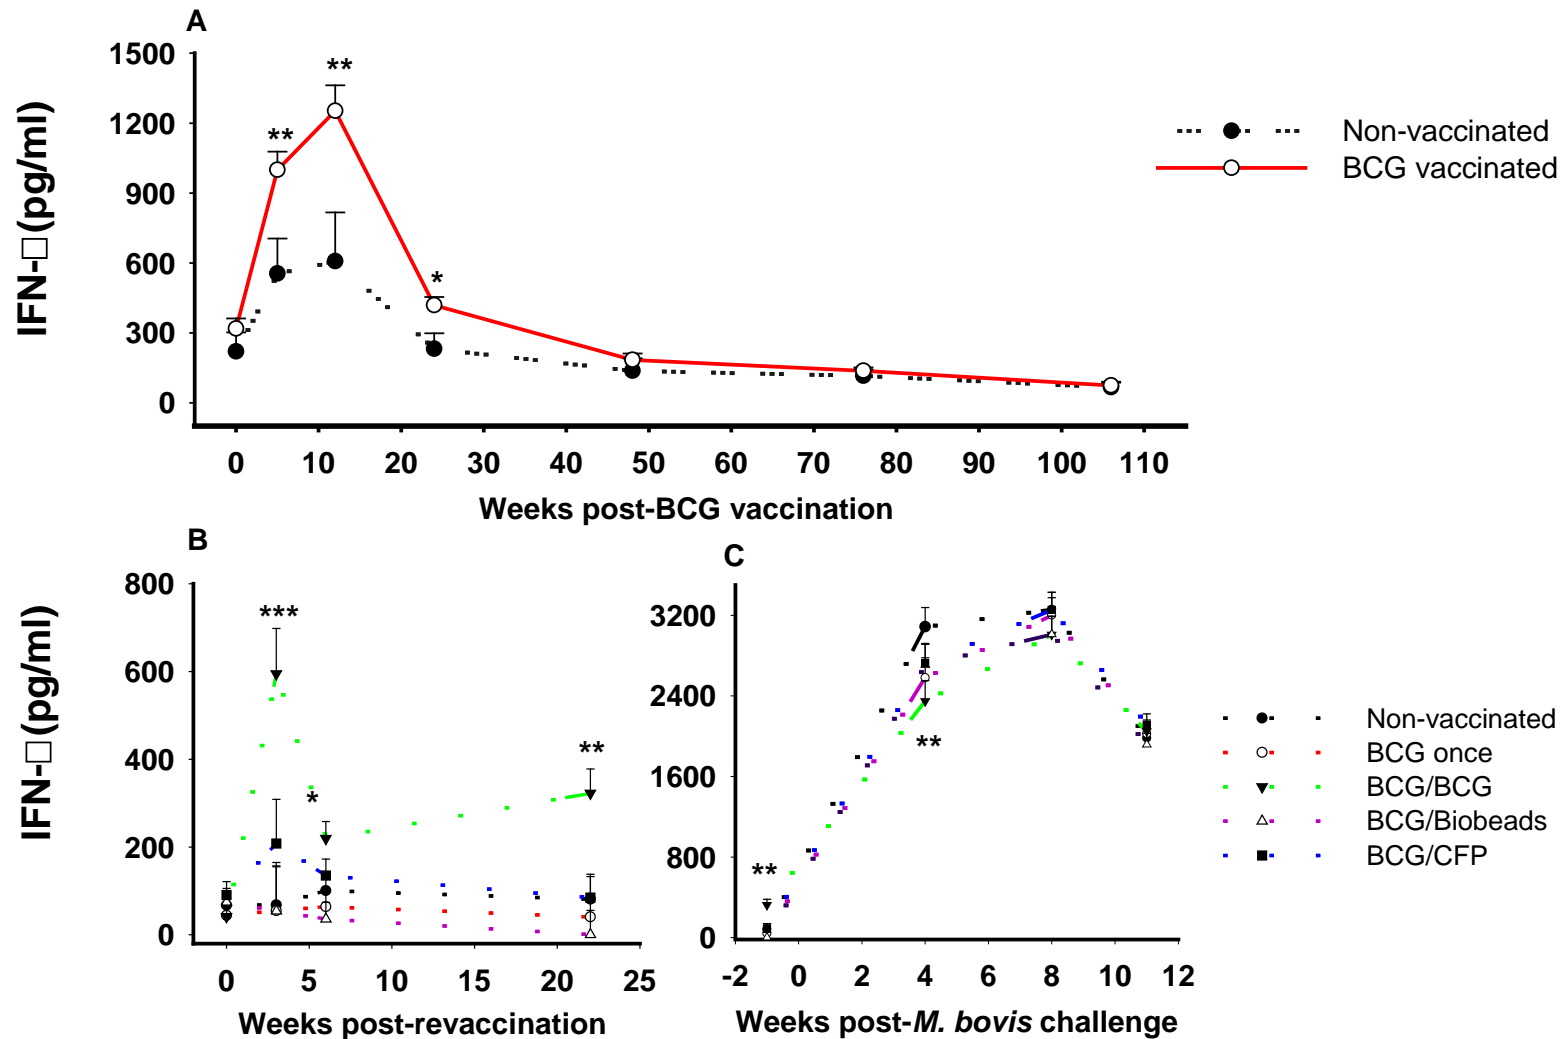 A
1500
1200
900
600
300
0
IFN-□ (pg/ml)
**
**
*
Non-vaccinated
BCG vaccinated
0 10 20 30 40 50 60 70 80 90 100 110
Weeks post-BCG vaccination
B
800
600
400
200
0
IFN-□ (pg/ml)
***
*
**
0 5 10 15 20 25
Weeks post-revaccination
C
3200
2400
1600
800
0
**
**
-2 0 2 4 6 8 10 12
Weeks post-M. bovis challenge
Non-vaccinated
BCG once
BCG/BCG
BCG/Biobeads
BCG/CFP